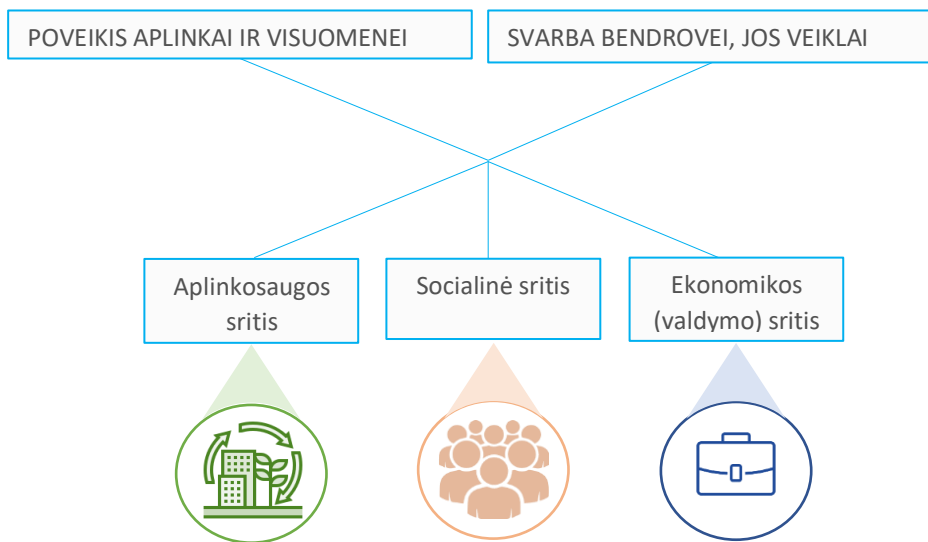 POVEIKIS APLINKAI IR VISUOMENEI
SVARBA BENDROVEI, JOS VEIKLAI
Aplinkosaugos
sritis
Socialinė sritis
Ekonomikos
(valdymo) sritis